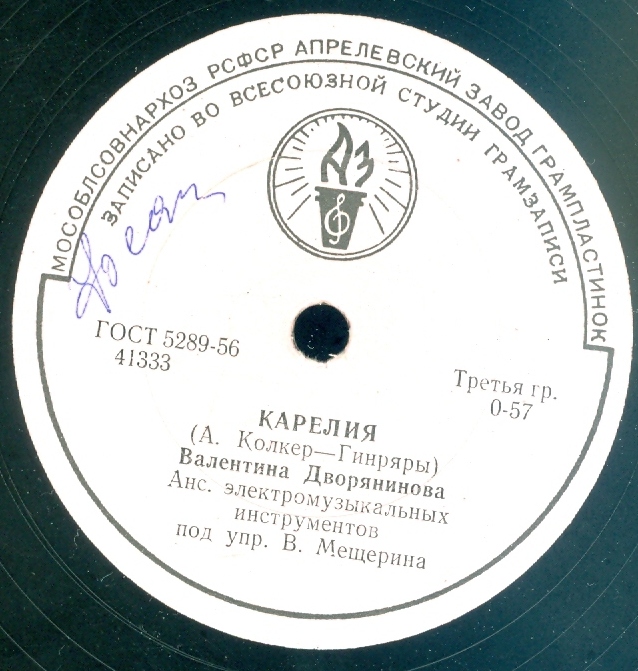 МОСОБЛСОВНАРХОЗ РСФСР АПРЕЛЕВСКИЙ ЗАВОД ГРАМПЛАСТИНОК
ЗАПИСАНО ВО ВСЕСОЮЗНОЙ СТУДИИ ГРАМЗАПИСИ
АЗ
ГОСТ 5289-56
41333
Третья гр.
0-57
КАРЕЛИЯ
(А. Колкер—Гинряры)
Валентина Дворянинова
Анс. электромузыкальных
инструментов
под упр. В. Мещерина